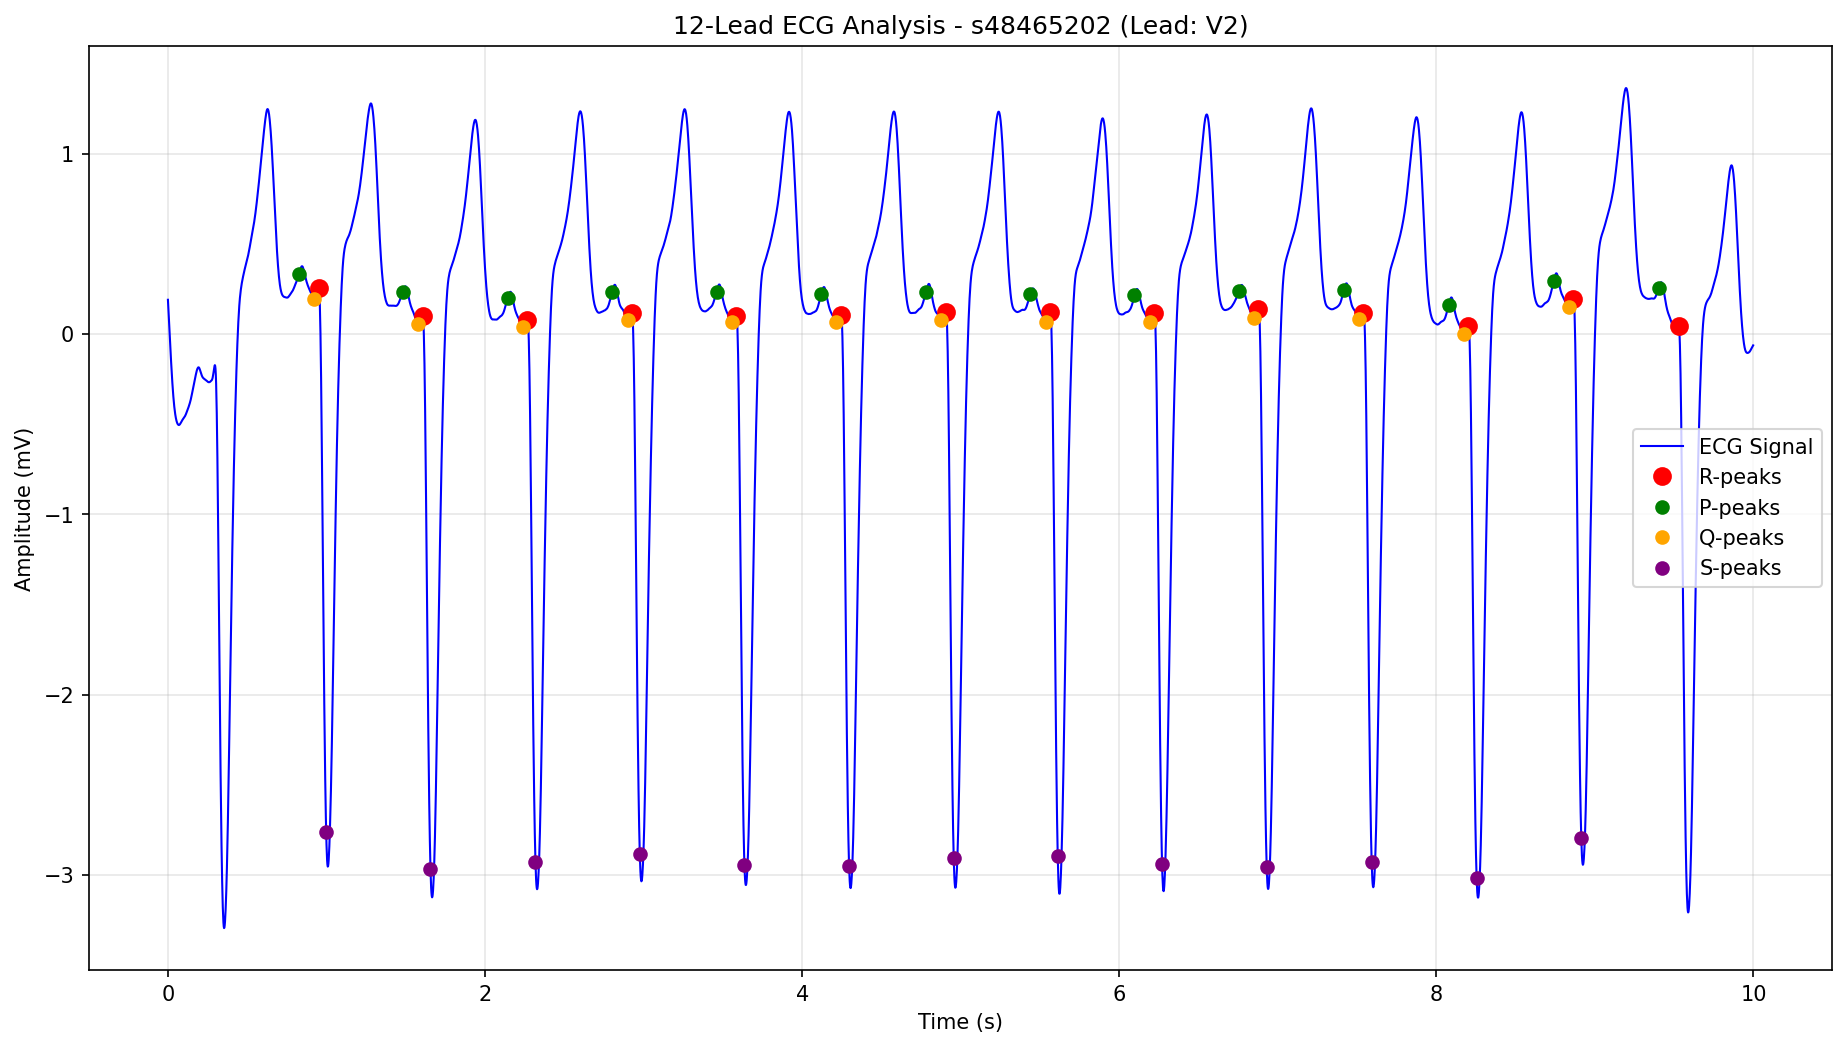 12-Lead ECG Analysis - s48465202 (Lead: V2)
Amplitude (mV)
1
0
−1
−2
−3
ECG Signal
R-peaks
P-peaks
Q-peaks
S-peaks
0 2 4 6 8 10
Time (s)